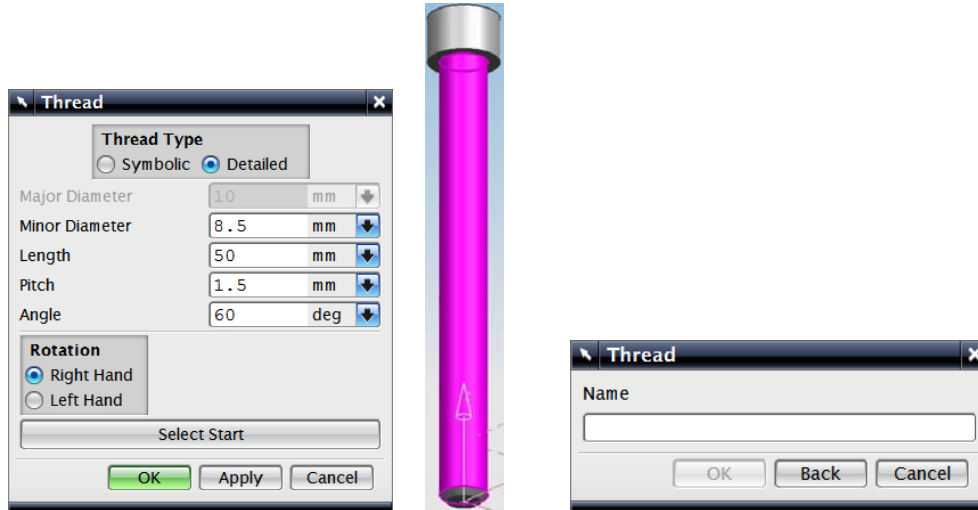 Thread
Thread Type
Symbolic Detailed
Major Diameter 10 mm
Minor Diameter 8.5 mm
Length 50 mm
Pitch 1.5 mm
Angle 60 deg
Rotation
Right Hand
Left Hand
Select Start
OK Apply Cancel
Thread
Name
OK Back Cancel